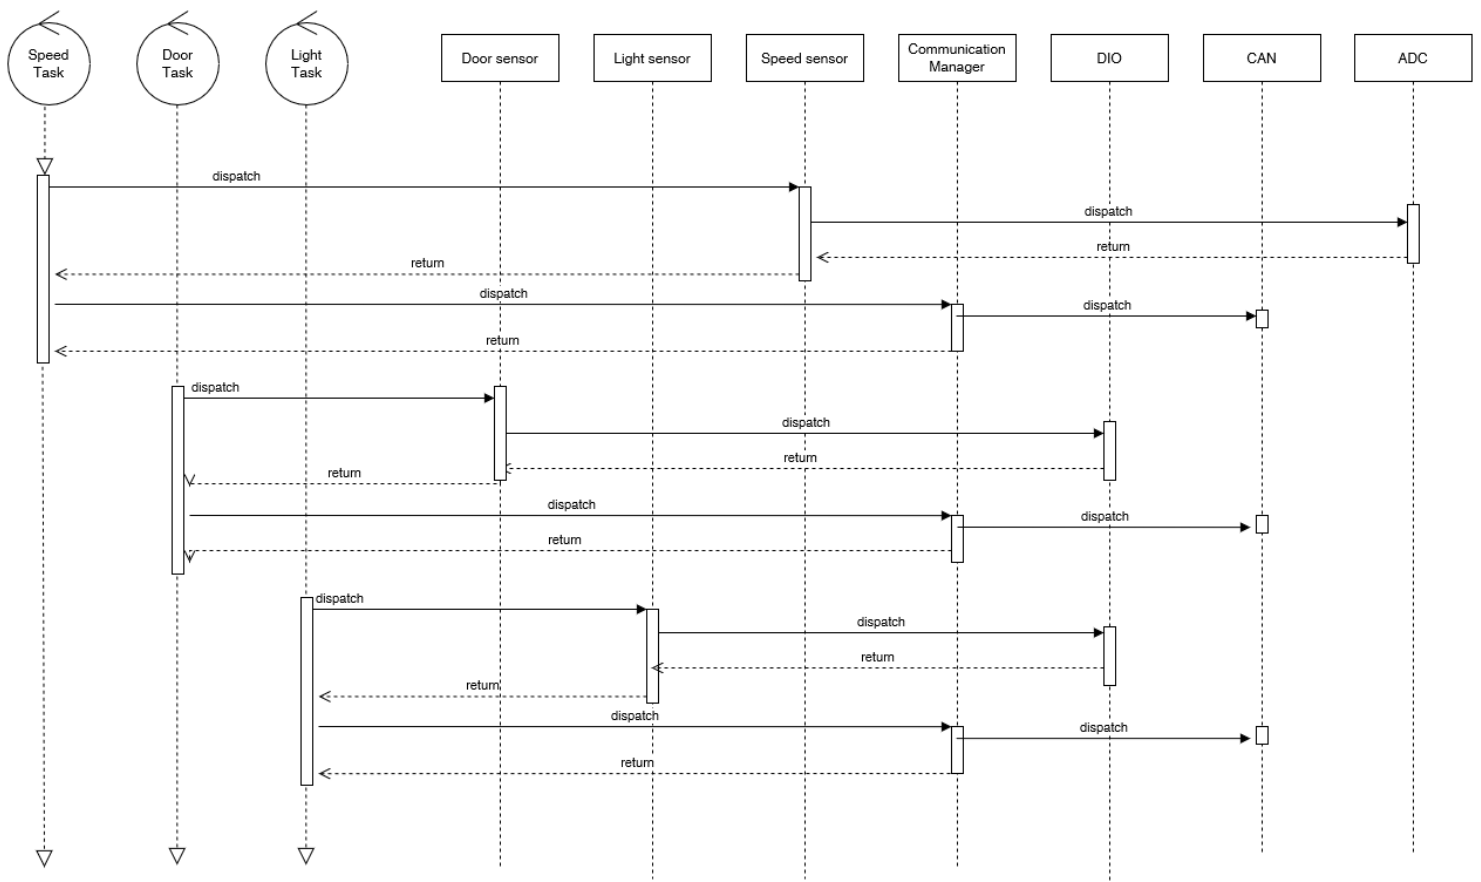 Speed
Task
Door
Task
Light
Task
Door sensor
Light sensor
Speed sensor
Communication
Manager
DIO
CAN
ADC
dispatch
dispatch
return
return
dispatch
dispatch
return
dispatch
dispatch
return
return
dispatch
dispatch
return
dispatch
dispatch
return
return
dispatch
dispatch
return